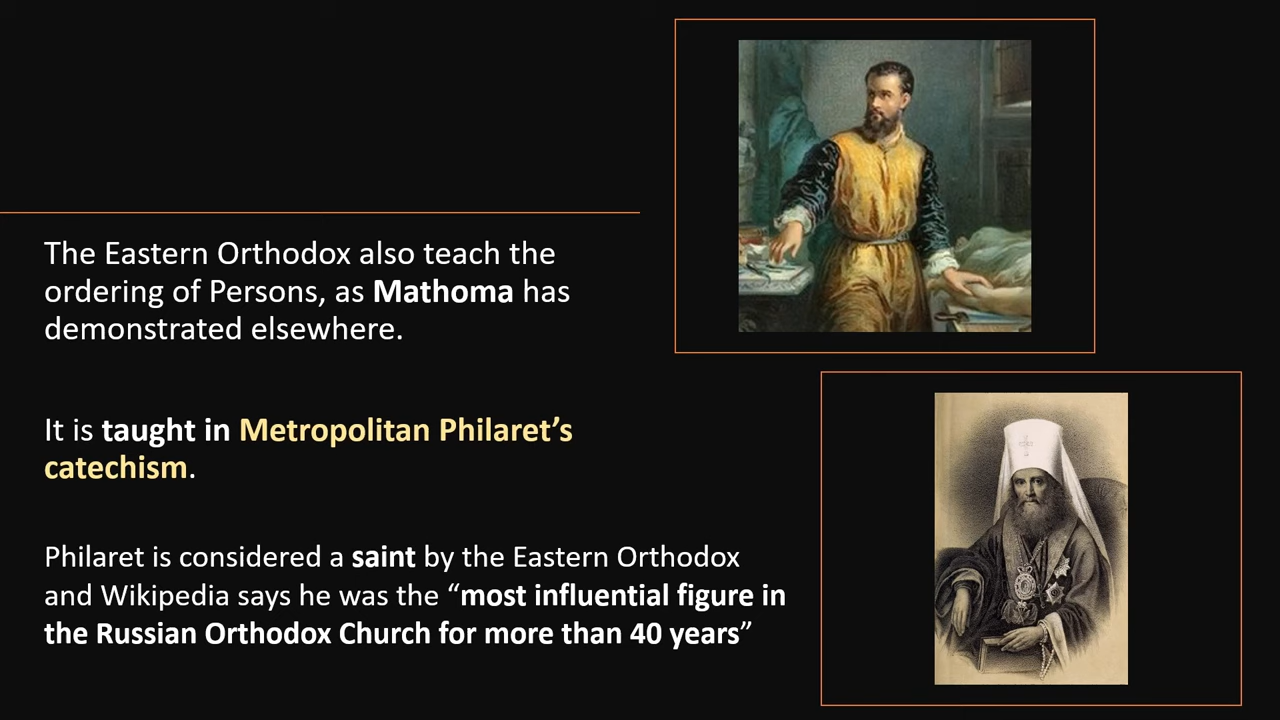 The Eastern Orthodox also teach the
ordering of Persons, as Mathoma has
demonstrated elsewhere.
It is taught in Metropolitan Philaret’s
catechism.
Philaret is considered a saint by the Eastern Orthodox
and Wikipedia says he was the “most influential figure in
the Russian Orthodox Church for more than 40 years”